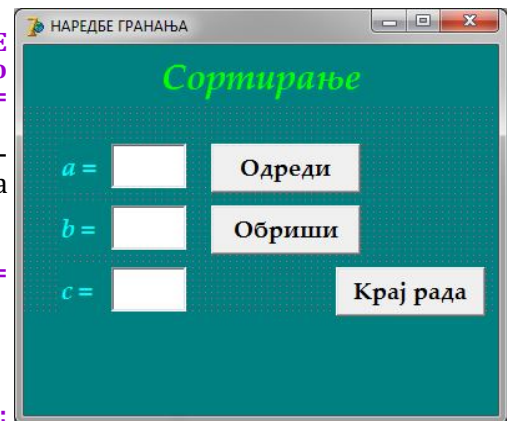 НАРЕДБЕ ГРАНАЊА
Сортирање
a =
Одреди
b =
Обриши
c =
Крај рада